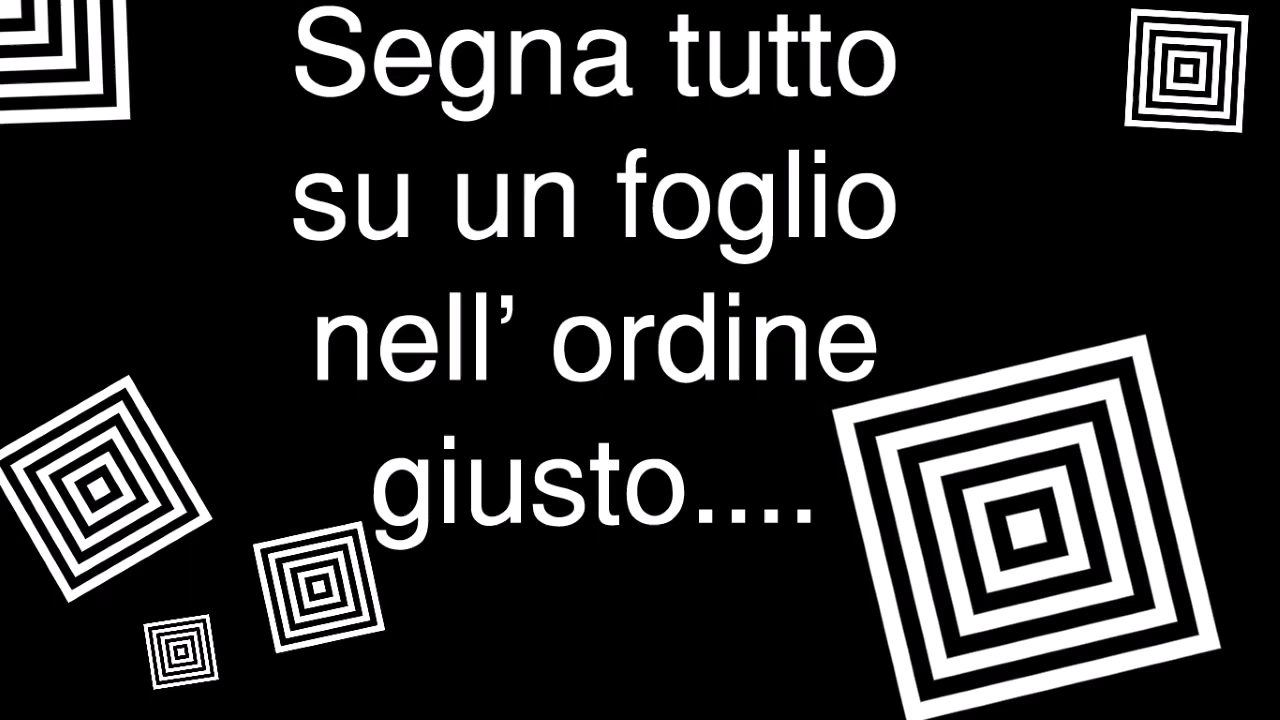 Segna tutto
su un foglio
nell’ ordine
giusto....